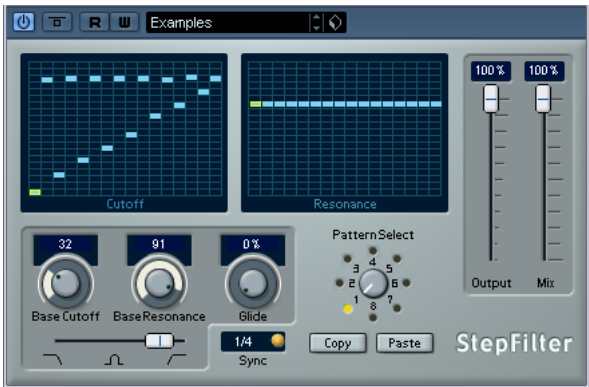 R W Examples
Cutoff Resonance
100 % 100 %
32 91 0 %
Base Cutoff Base Resonance Glide
Pattern Select
1 2 3 4 5 6 7 8
Output Mix
1/4
Sync
Copy Paste
StepFilter